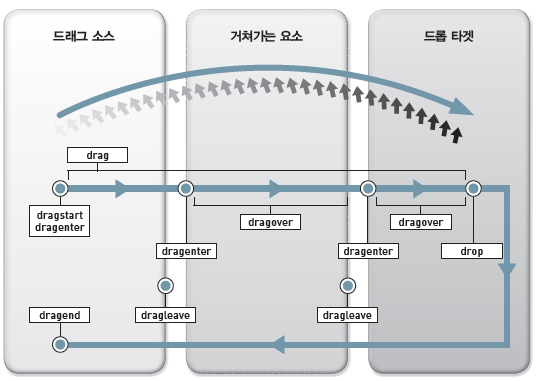 드래그 소스
거쳐가는 요소
드롭 타겟
drag
dragstart
dragenter
dragover
dragover
dragenter
dragenter
drop
dragend
dragleave
dragleave